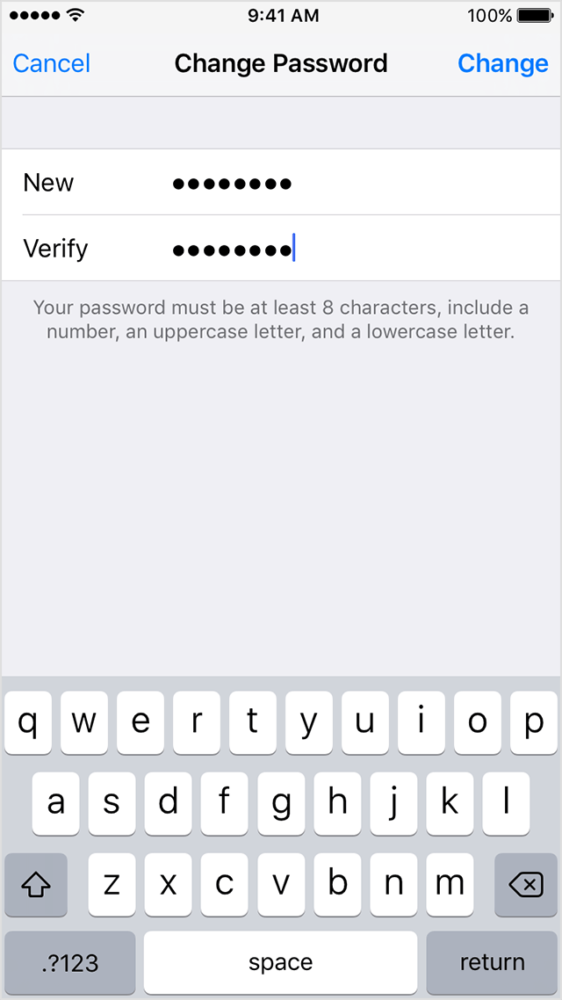 9:41 AM 100%
Cancel Change Password Change
New ••••••••
Verify ••••••••
Your password must be at least 8 characters, include a
number, an uppercase letter, and a lowercase letter.
q w e r t y u i o p
a s d f g h j k l
z x c v b n m
.?123 space return